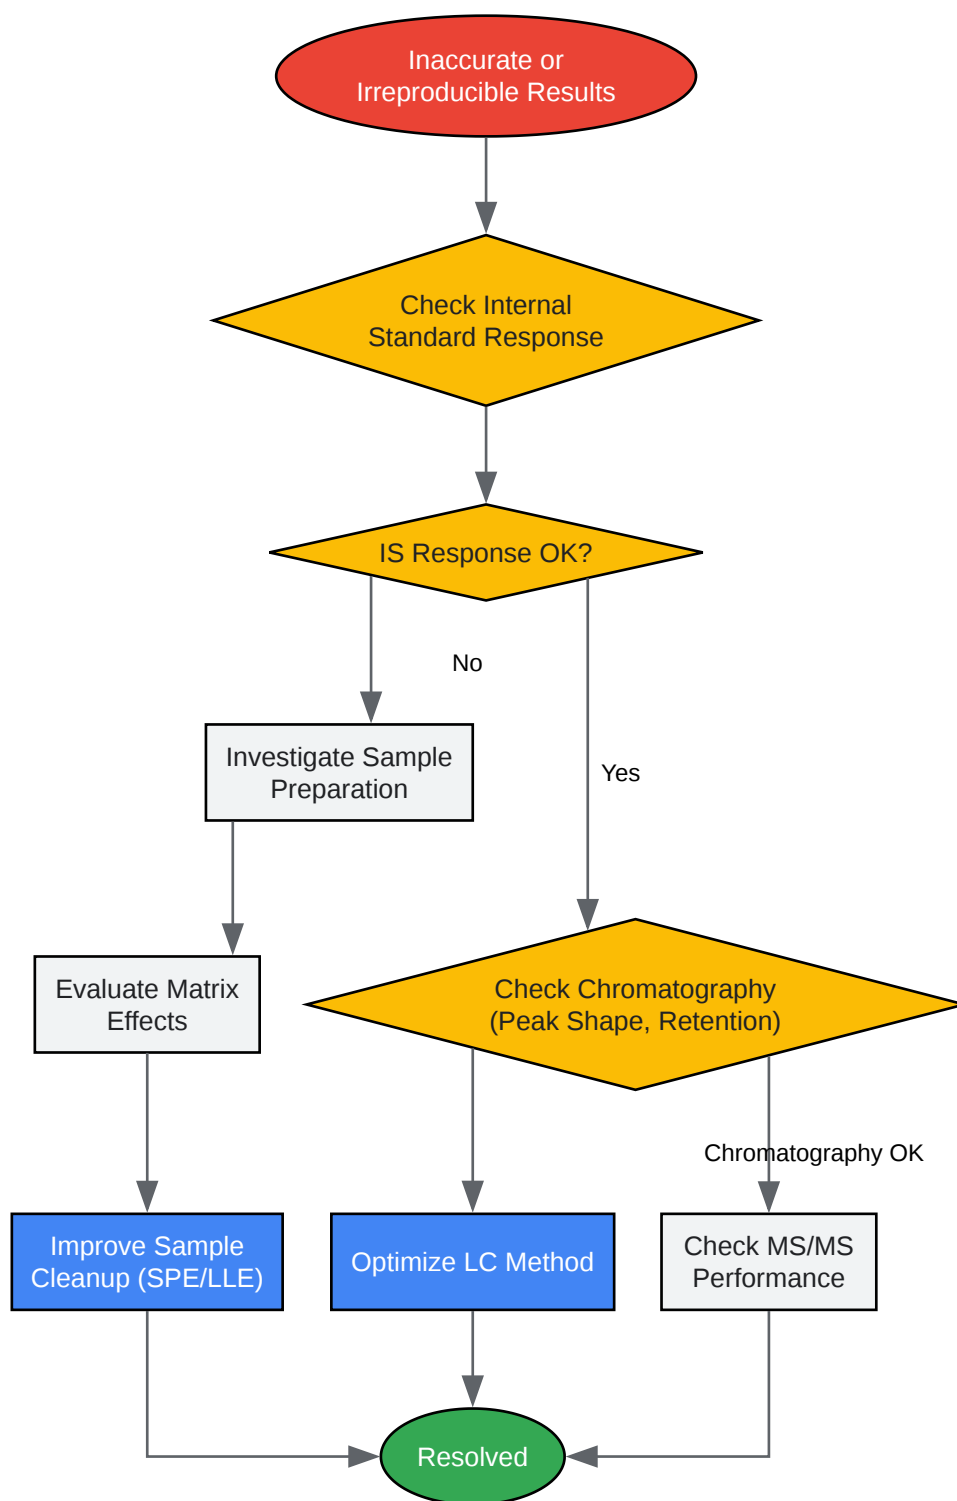 Inaccurate or
Irreproducible Results
Check Internal
Standard Response
IS Response OK?
No
Investigate Sample
Preparation
Yes
Evaluate Matrix
Effects
Check Chromatography
(Peak Shape, Retention)
Chromatography OK
Improve Sample
Cleanup (SPE/LLE)
Optimize LC Method
Check MS/MS
Performance
Resolved